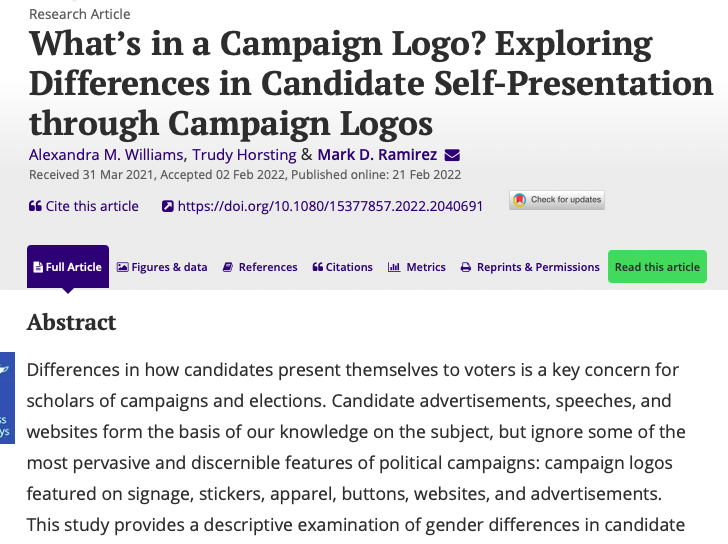 Research Article
What’s in a Campaign Logo? Exploring
Differences in Candidate Self-Presentation
through Campaign Logos
Alexandra M. Williams, Trudy Horsting & Mark D. Ramirez
Received 31 Mar 2021, Accepted 02 Feb 2022, Published online: 21 Feb 2022
Cite this article https://doi.org/10.1080/15377857.2022.2040691 Check for updates
Full Article Figures & data References Citations Metrics Reprints & Permissions Read this article
Abstract
Differences in how candidates present themselves to voters is a key concern for
scholars of campaigns and elections. Candidate advertisements, speeches, and
websites form the basis of our knowledge on the subject, but ignore some of the
most pervasive and discernible features of political campaigns: campaign logos
featured on signage, stickers, apparel, buttons, websites, and advertisements.
This study provides a descriptive examination of gender differences in candidate